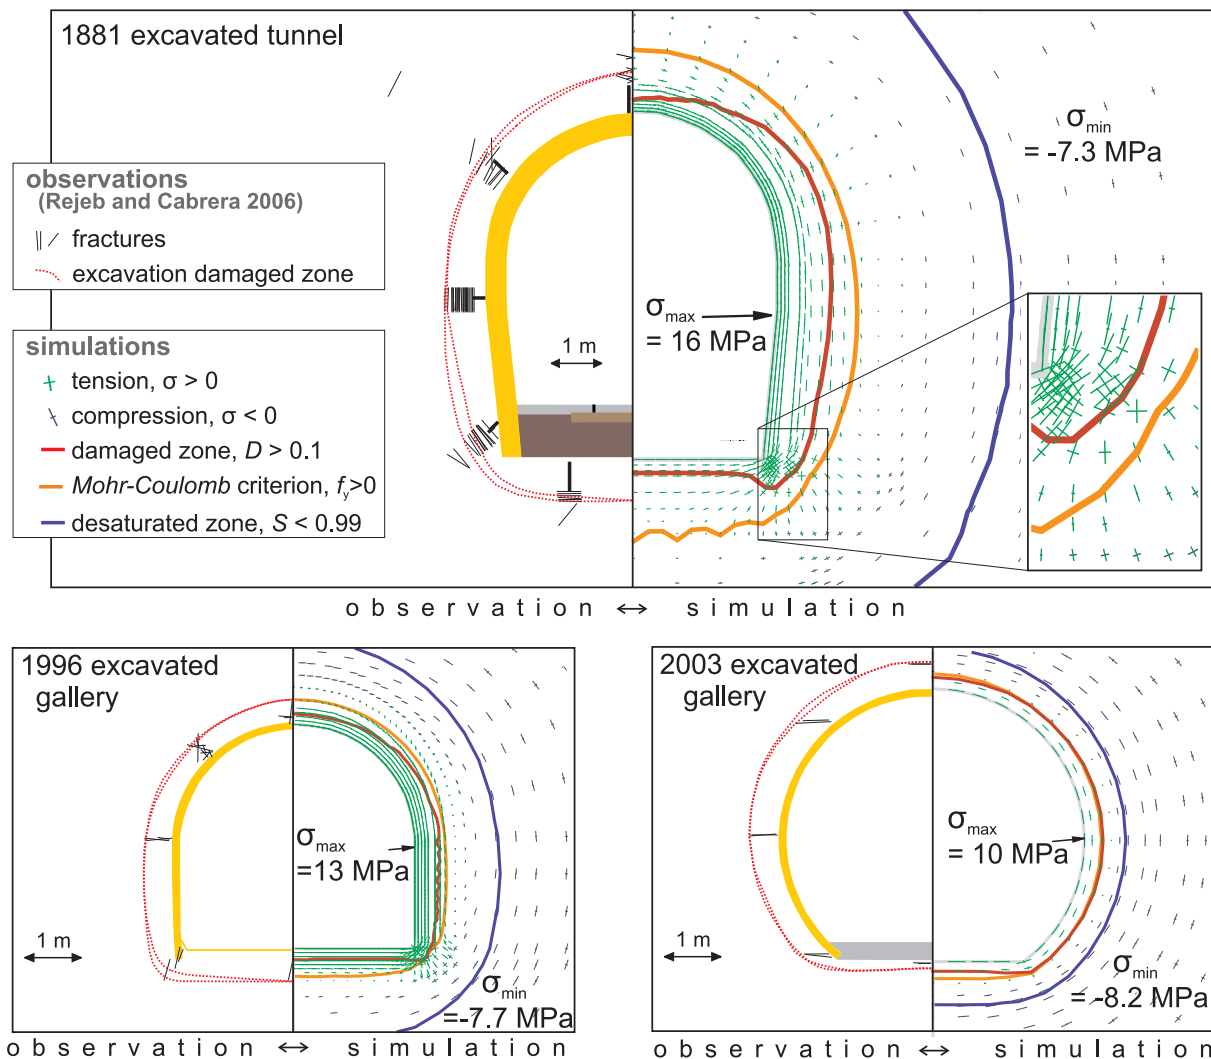 1881 excavated tunnel
observations
(Rejeb and Cabrera 2006)
fractures
excavation damaged zone
simulations
tension, σ > 0
compression, σ < 0
damaged zone, D > 0.1
Mohr-Coulomb criterion, fy>0
desaturated zone, S < 0.99
1 m
σmax
= 16 MPa
σmin
= -7.3 MPa
observation ↔ simulation
1996 excavated
gallery
σmax
=13 MPa
1 m
σmin
=-7.7 MPa
observation ↔ simulation
2003 excavated
gallery
σmax
= 10 MPa
1 m
σmin
= -8.2 MPa
observation ↔ simulation